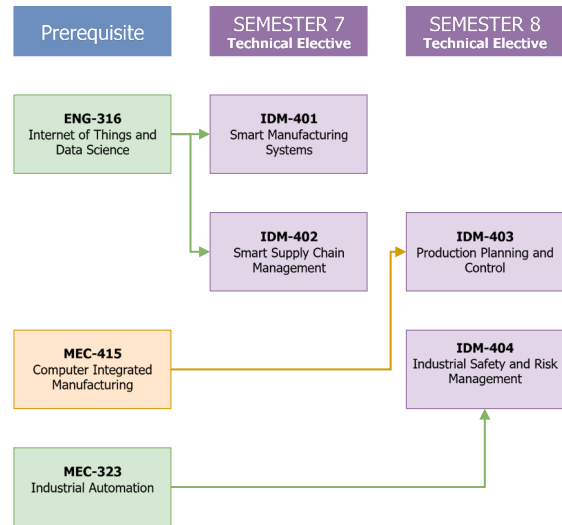 Prerequisite
SEMESTER 7
Technical Elective
SEMESTER 8
Technical Elective
ENG-316
Internet of Things and
Data Science
IDM-401
Smart Manufacturing
Systems
IDM-402
Smart Supply Chain
Management
IDM-403
Production Planning and
Control
MEC-415
Computer Integrated
Manufacturing
IDM-404
Industrial Safety and Risk
Management
MEC-323
Industrial Automation